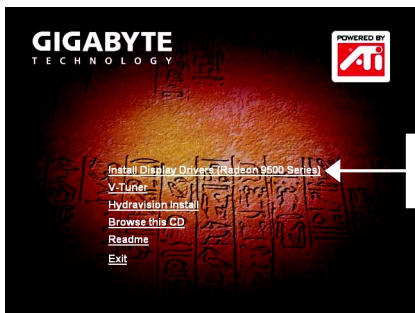 GIGABYTE
TECHNOLOGY
POWERED BY
ATi
Install Display Drivers (Radeon 9600 Series)
V-Tuner
Hydravision Install
Browse this CD
Readme
Exit